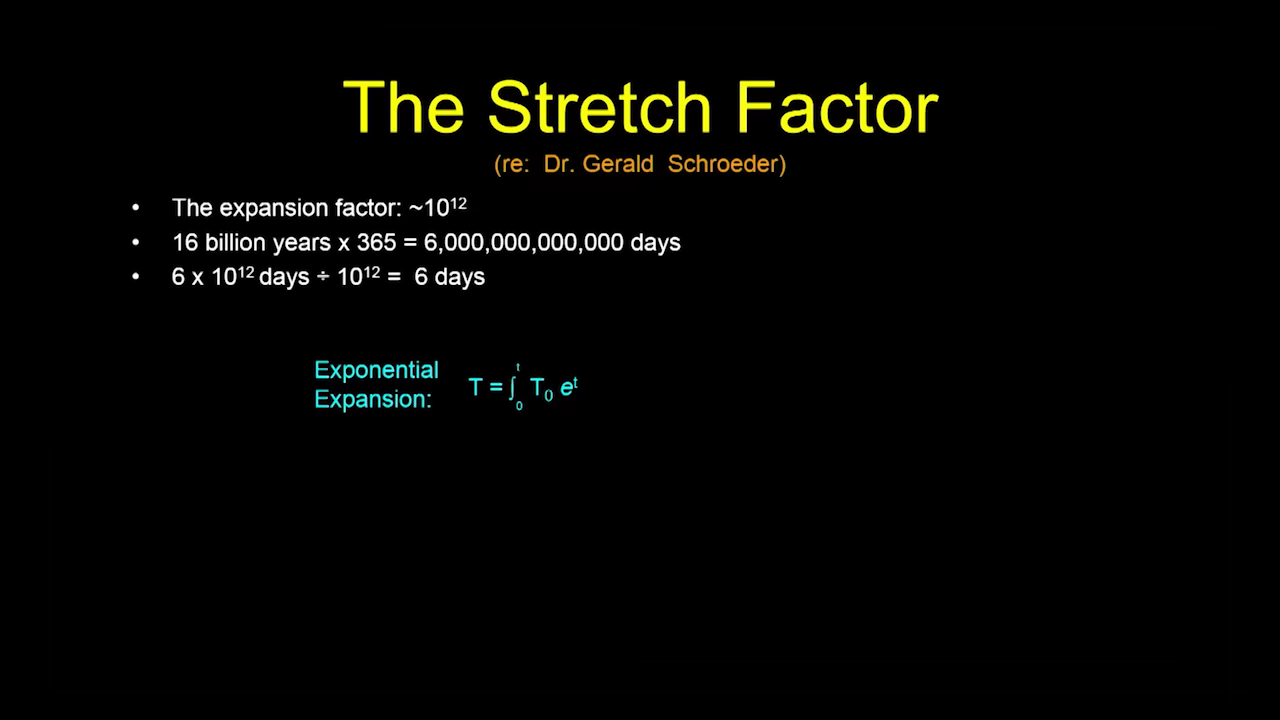 The Stretch Factor
(re: Dr. Gerald Schroeder)
• The expansion factor: ~10¹²
• 16 billion years x 365 = 6,000,000,000,000 days
• 6 x 10¹² days ÷ 10¹² = 6 days
Exponential
Expansion:
T = ∫₀ᵗ T₀ eᵗ